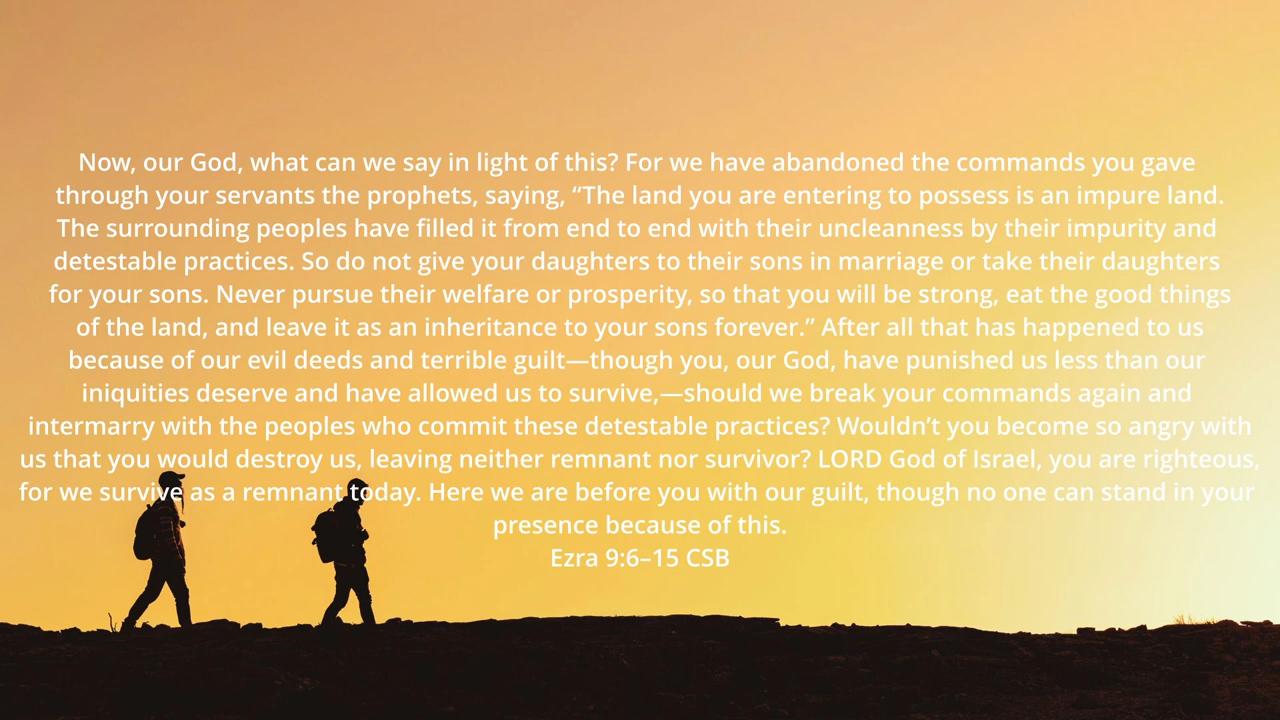 Now, our God, what can we say in light of this? For we have abandoned the commands you gave
through your servants the prophets, saying, “The land you are entering to possess is an impure land.
The surrounding peoples have filled it from end to end with their uncleanness by their impurity and
detestable practices. So do not give your daughters to their sons in marriage or take their daughters
for your sons. Never pursue their welfare or prosperity, so that you will be strong, eat the good things
of the land, and leave it as an inheritance to your sons forever.” After all that has happened to us
because of our evil deeds and terrible guilt—though you, our God, have punished us less than our
iniquities deserve and have allowed us to survive,—should we break your commands again and
intermarry with the peoples who commit these detestable practices? Wouldn’t you become so angry with
us that you would destroy us, leaving neither remnant nor survivor? LORD God of Israel, you are righteous,
for we survive as a remnant today. Here we are before you with our guilt, though no one can stand in your
presence because of this.
Ezra 9:6–15 CSB